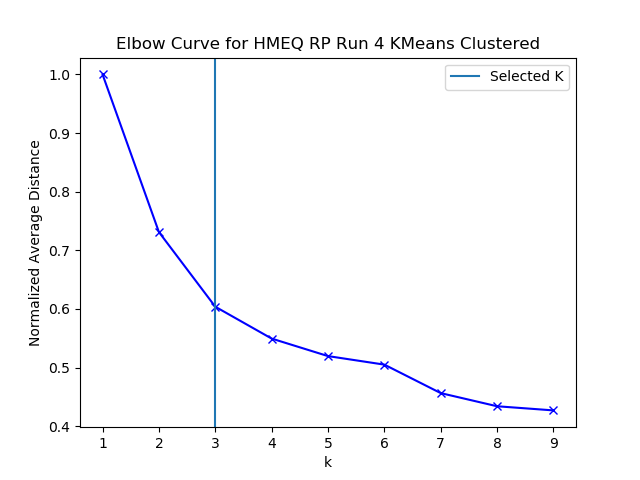 Elbow Curve for HMEQ RP Run 4 KMeans Clustered
Selected K
Normalized Average Distance
1.0
0.9
0.8
0.7
0.6
0.5
0.4
1 2 3 4 5 6 7 8 9
k